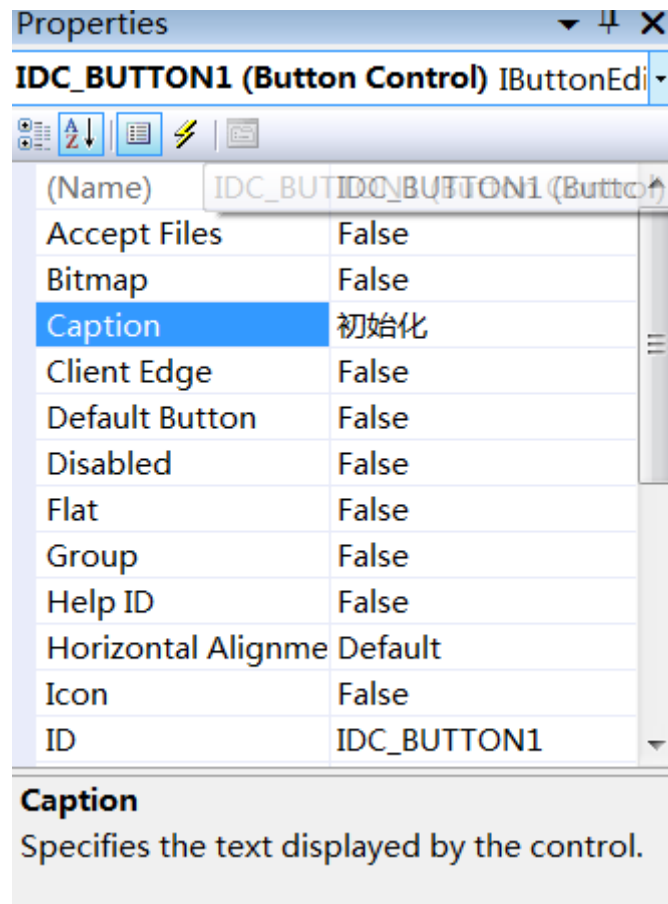 Properties
IDC_BUTTON1 (Button Control) IButtonEdi
(Name) IDC_BUTTON1 (Buttc
Accept Files False
Bitmap False
Caption 初始化
Client Edge False
Default Button False
Disabled False
Flat False
Group False
Help ID False
Horizontal Alignme Default
Icon False
ID IDC_BUTTON1
Caption
Specifies the text displayed by the control.